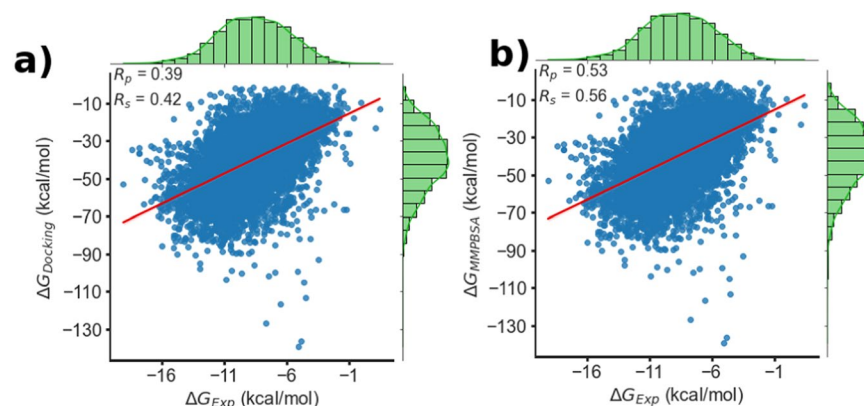 a)
R_p = 0.39
R_s = 0.42
ΔG_Docking (kcal/mol)
−10
−30
−50
−70
−90
−110
−130
−16 −11 −6 −1
ΔG_Exp (kcal/mol)
b)
R_p = 0.53
R_s = 0.56
ΔG_MMPBSA (kcal/mol)
−10
−30
−50
−70
−90
−110
−130
−16 −11 −6 −1
ΔG_Exp (kcal/mol)